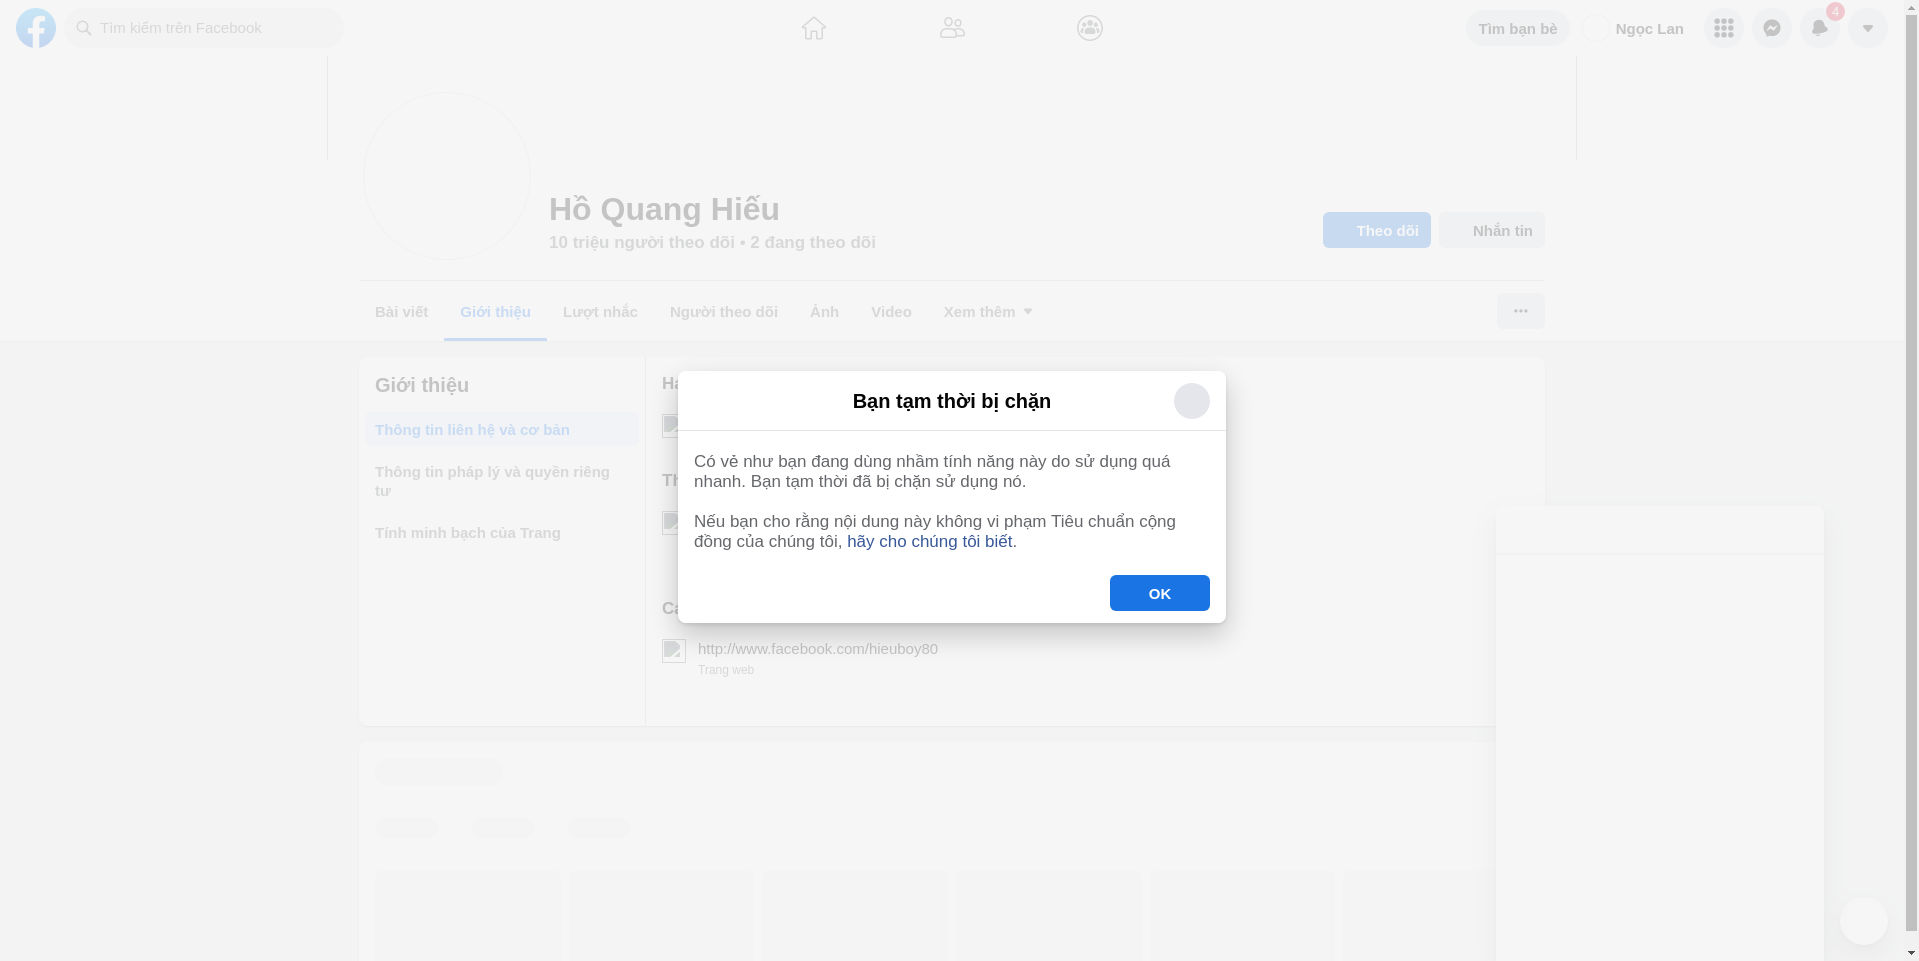 Tìm kiếm trên Facebook
Tìm bạn bè
Ngọc Lan
4
Hồ Quang Hiếu
10 triệu người theo dõi • 2 đang theo dõi
Theo dõi
Nhắn tin
Bài viết
Giới thiệu
Lượt nhắc
Người theo dõi
Ảnh
Video
Xem thêm
Giới thiệu
Thông tin liên hệ và cơ bản
Thông tin pháp lý và quyền riêng
tư
Tính minh bạch của Trang
Bạn tạm thời bị chặn
Có vẻ như bạn đang dùng nhầm tính năng này do sử dụng quá
nhanh. Bạn tạm thời đã bị chặn sử dụng nó.
Nếu bạn cho rằng nội dung này không vi phạm Tiêu chuẩn cộng
đồng của chúng tôi, hãy cho chúng tôi biết.
OK
http://www.facebook.com/hieuboy80
Trang web